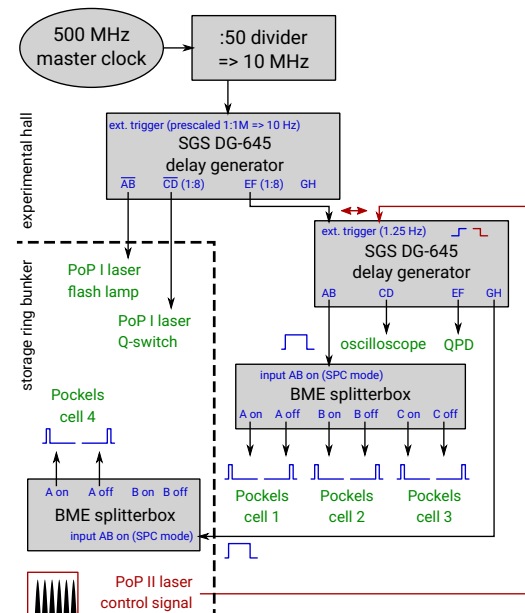 500 MHz
master clock
:50 divider
=> 10 MHz
experimental hall
ext. trigger (prescaled 1:1M => 10 Hz)
SGS DG-645
delay generator
AB CD (1:8) EF (1:8) GH
ext. trigger (1.25 Hz)
SGS DG-645
delay generator
AB CD EF GH
storage ring bunker
PoP I laser
flash lamp
PoP I laser
Q-switch
oscilloscope QPD
input AB on (SPC mode)
BME splitterbox
A on A off B on B off C on C off
Pockels
cell 4
Pockels
cell 1
Pockels
cell 2
Pockels
cell 3
A on A off B on B off
BME splitterbox
input AB on (SPC mode)
PoP II laser
control signal